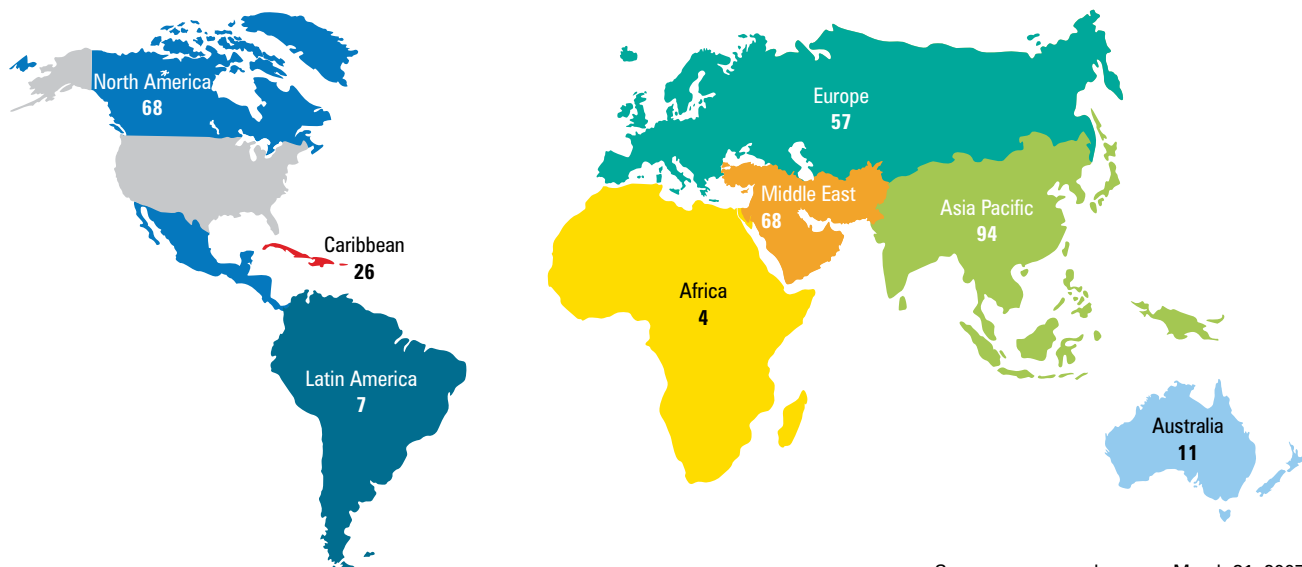 North America
68
Europe
57
Middle East
68
Asia Pacific
94
Caribbean
26
Africa
4
Latin America
7
Australia
11